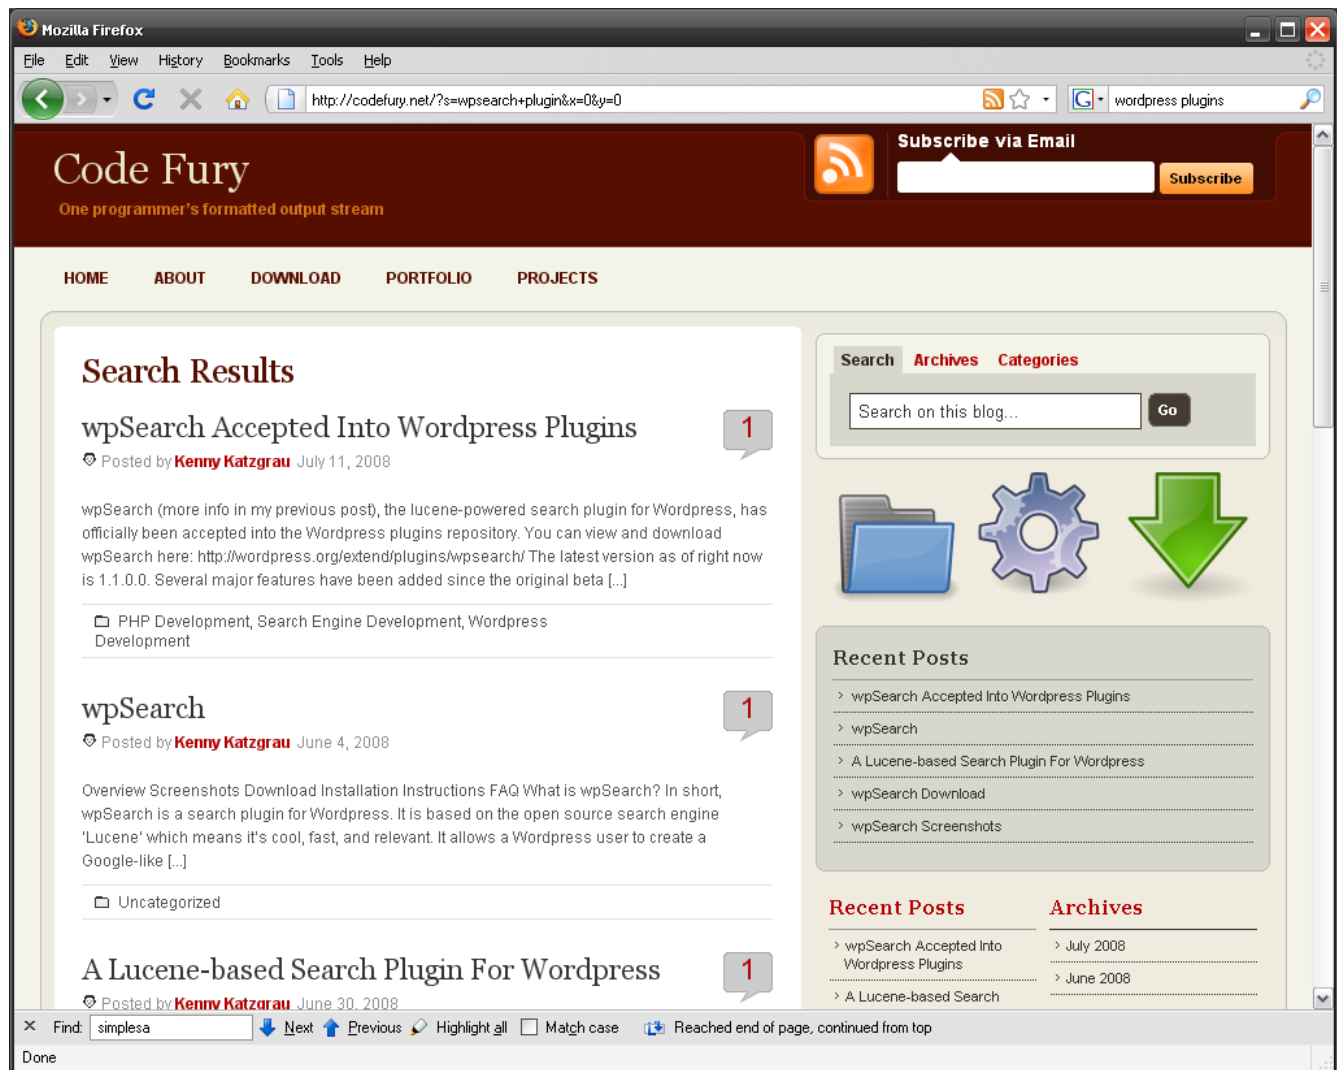 Mozilla Firefox
File Edit View History Bookmarks Tools Help
http://codefury.net/?s=wpsearch+plugin&x=0&y=0
G
wordpress plugins
Code Fury
One programmer's formatted output stream
Subscribe via Email
Subscribe
HOME ABOUT DOWNLOAD PORTFOLIO PROJECTS
Search Results
wpSearch Accepted Into Wordpress Plugins
1
Posted by Kenny Katzgrau July 11, 2008
wpSearch (more info in my previous post), the lucene-powered search plugin for Wordpress, has
officially been accepted into the Wordpress plugins repository. You can view and download
wpSearch here: http://wordpress.org/extend/plugins/wpsearch/ The latest version as of right now
is 1.1.0.0. Several major features have been added since the original beta [...]
PHP Development, Search Engine Development, Wordpress
Development
wpSearch
1
Posted by Kenny Katzgrau June 4, 2008
Overview Screenshots Download Installation Instructions FAQ What is wpSearch? In short,
wpSearch is a search plugin for Wordpress. It is based on the open source search engine
'Lucene' which means it's cool, fast, and relevant. It allows a Wordpress user to create a
Google-like [...]
Uncategorized
A Lucene-based Search Plugin For Wordpress
1
Posted by Kenny Katzgrau June 30, 2008
Search Archives Categories
Search on this blog...
Go
Recent Posts
wpSearch Accepted Into Wordpress Plugins
wpSearch
A Lucene-based Search Plugin For Wordpress
wpSearch Download
wpSearch Screenshots
Recent Posts
wpSearch Accepted Into
Wordpress Plugins
A Lucene-based Search
Archives
July 2008
June 2008
Find: simplesa Next Previous Highlight all Match case Reached end of page, continued from top
Done